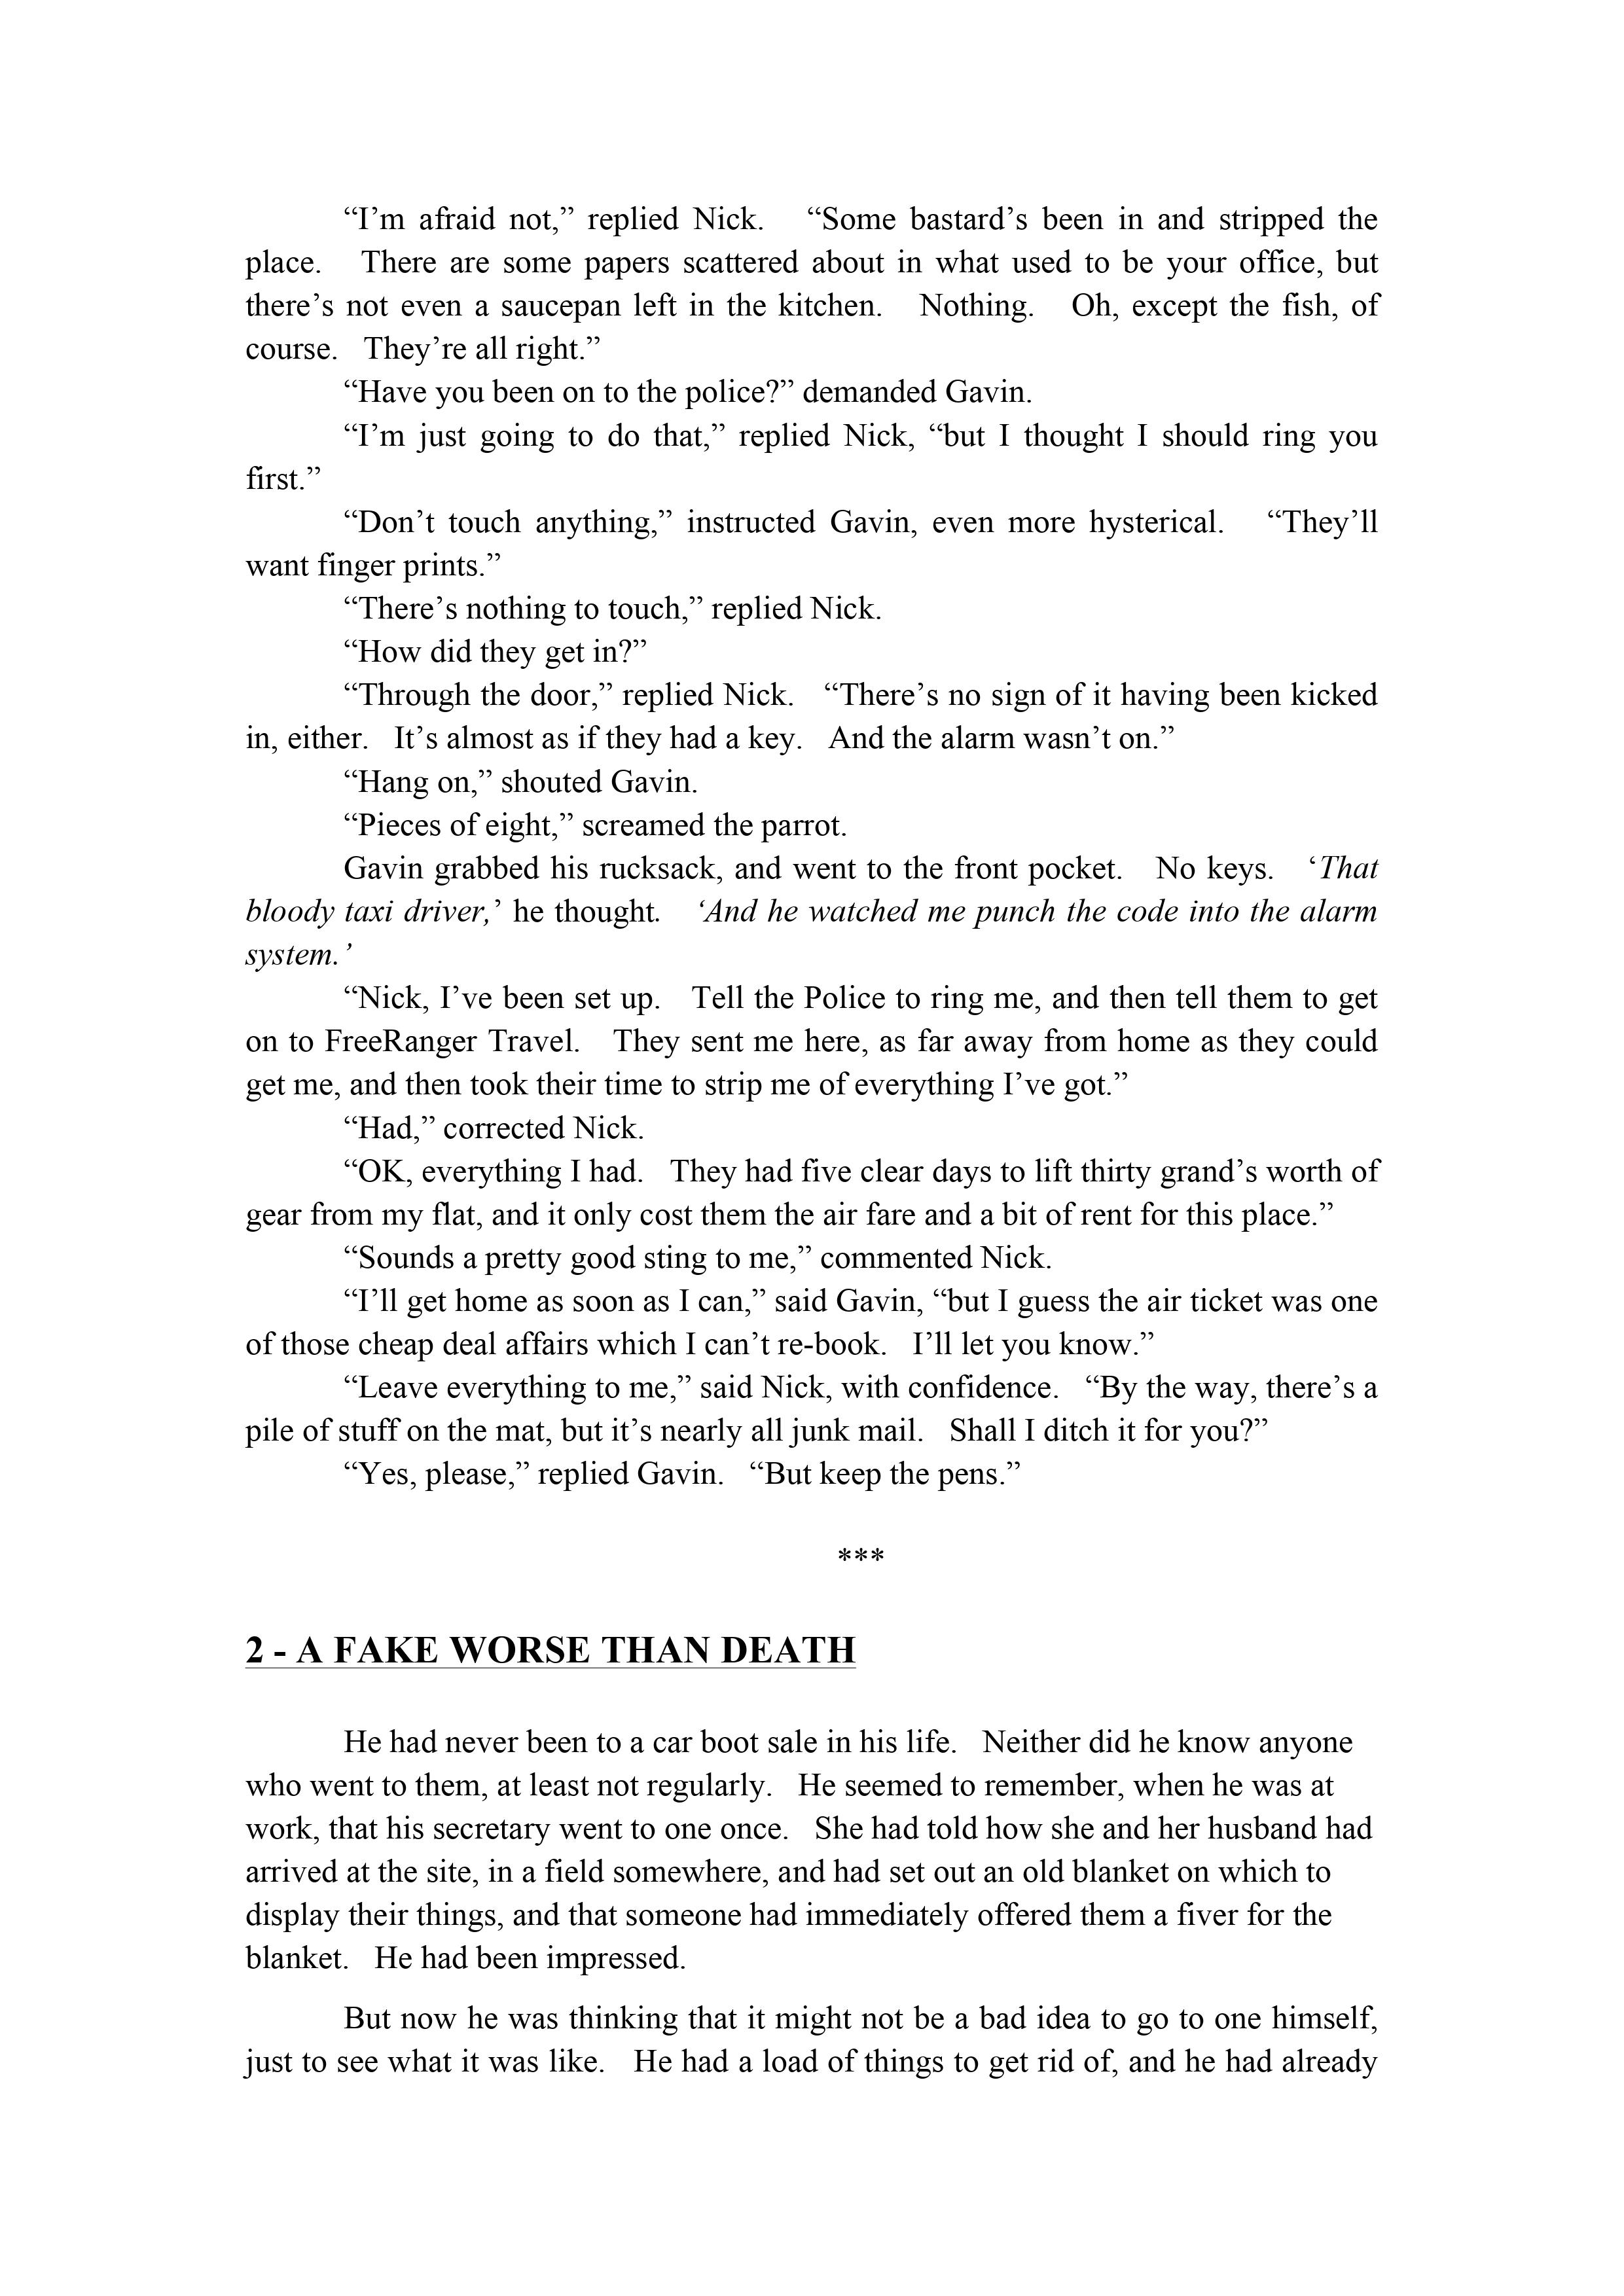 “I’m afraid not,” replied Nick.   “Some bastard’s been in and stripped the
place.   There are some papers scattered about in what used to be your office, but
there’s not even a saucepan left in the kitchen.   Nothing.   Oh, except the fish, of
course.   They’re all right.”
“Have you been on to the police?” demanded Gavin.
“I’m just going to do that,” replied Nick, “but I thought I should ring you
first.”
“Don’t touch anything,” instructed Gavin, even more hysterical.   “They’ll
want finger prints.”
“There’s nothing to touch,” replied Nick.
“How did they get in?”
“Through the door,” replied Nick.   “There’s no sign of it having been kicked
in, either.   It’s almost as if they had a key.   And the alarm wasn’t on.”
“Hang on,” shouted Gavin.
“Pieces of eight,” screamed the parrot.
Gavin grabbed his rucksack, and went to the front pocket.   No keys.   ‘That
bloody taxi driver,’ he thought.   ‘And he watched me punch the code into the alarm
system.’
“Nick, I’ve been set up.   Tell the Police to ring me, and then tell them to get
on to FreeRanger Travel.   They sent me here, as far away from home as they could
get me, and then took their time to strip me of everything I’ve got.”
“Had,” corrected Nick.
“OK, everything I had.   They had five clear days to lift thirty grand’s worth of
gear from my flat, and it only cost them the air fare and a bit of rent for this place.”
“Sounds a pretty good sting to me,” commented Nick.
“I’ll get home as soon as I can,” said Gavin, “but I guess the air ticket was one
of those cheap deal affairs which I can’t re-book.   I’ll let you know.”
“Leave everything to me,” said Nick, with confidence.   “By the way, there’s a
pile of stuff on the mat, but it’s nearly all junk mail.   Shall I ditch it for you?”
“Yes, please,” replied Gavin.   “But keep the pens.”
***
2 - A FAKE WORSE THAN DEATH
He had never been to a car boot sale in his life.   Neither did he know anyone
who went to them, at least not regularly.   He seemed to remember, when he was at
work, that his secretary went to one once.   She had told how she and her husband had
arrived at the site, in a field somewhere, and had set out an old blanket on which to
display their things, and that someone had immediately offered them a fiver for the
blanket.   He had been impressed.
But now he was thinking that it might not be a bad idea to go to one himself,
just to see what it was like.   He had a load of things to get rid of, and he had already